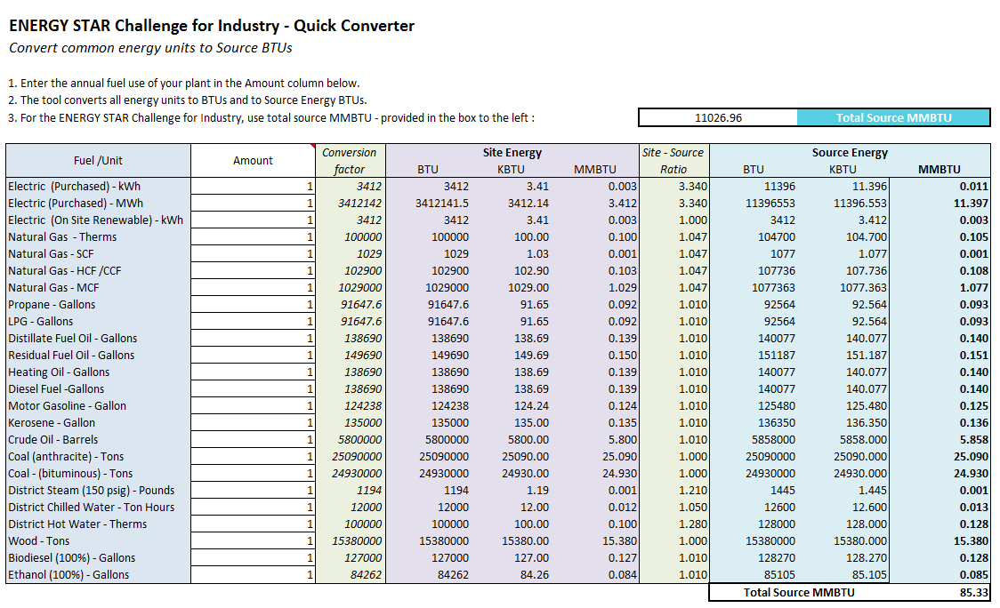 ENERGY STAR Challenge for Industry - Quick Converter
Convert common energy units to Source BTUs
1. Enter the annual fuel use of your plant in the Amount column below.
2. The tool converts all energy units to BTUs and to Source Energy BTUs.
3. For the ENERGY STAR Challenge for Industry, use total source MMBTU - provided in the box to the left :
11026.96 Total Source MMBTU
Fuel /Unit Amount Conversion factor Site Energy Site - Source Ratio Source Energy
BTU KBTU MMBTU BTU KBTU MMBTU
Electric (Purchased) - kWh 1 3412 3412 3.41 0.003 3.340 11396 11.396 0.011
Electric (Purchased) - MWh 1 3412142 3412141.5 3412.14 3.412 3.340 11396553 11396.553 11.397
Electric (On Site Renewable) - kWh 1 3412 3412 3.41 0.003 1.000 3412 3.412 0.003
Natural Gas - Therms 1 100000 100000 100.00 0.100 1.047 104700 104.700 0.105
Natural Gas - SCF 1 1029 1029 1.03 0.001 1.047 1077 1.077 0.001
Natural Gas - HCF /CCF 1 102900 102900 102.90 0.103 1.047 107736 107.736 0.108
Natural Gas - MCF 1 1029000 1029000 1029.00 1.029 1.047 1077363 1077.363 1.077
Propane - Gallons 1 91647.6 91647.6 91.65 0.092 1.010 92564 92.564 0.093
LPG - Gallons 1 91647.6 91647.6 91.65 0.092 1.010 92564 92.564 0.093
Distillate Fuel Oil - Gallons 1 138690 138690 138.69 0.139 1.010 140077 140.077 0.140
Residual Fuel Oil - Gallons 1 149690 149690 149.69 0.150 1.010 151187 151.187 0.151
Heating Oil - Gallons 1 138690 138690 138.69 0.139 1.010 140077 140.077 0.140
Diesel Fuel -Gallons 1 138690 138690 138.69 0.139 1.010 140077 140.077 0.140
Motor Gasoline - Gallon 1 124238 124238 124.24 0.124 1.010 125480 125.480 0.125
Kerosene - Gallon 1 135000 135000 135.00 0.135 1.010 136350 136.350 0.136
Crude Oil - Barrels 1 5800000 5800000 5800.00 5.800 1.010 5858000 5858.000 5.858
Coal (anthracite) - Tons 1 25090000 25090000 25090.00 25.090 1.000 25090000 25090.000 25.090
Coal - (bituminous) - Tons 1 24930000 24930000 24930.00 24.930 1.000 24930000 24930.000 24.930
District Steam (150 psig) - Pounds 1 1194 1194 1.19 0.001 1.210 1445 1.445 0.001
District Chilled Water - Ton Hours 1 12000 12000 12.00 0.012 1.050 12600 12.600 0.013
District Hot Water - Therms 1 100000 100000 100.00 0.100 1.280 128000 128.000 0.128
Wood - Tons 1 15380000 15380000 15380.00 15.380 1.000 15380000 15380.000 15.380
Biodiesel (100%) - Gallons 1 127000 127000 127.00 0.127 1.010 128270 128.270 0.128
Ethanol (100%) - Gallons 1 84262 84262 84.26 0.084 1.010 85105 85.105 0.085
Total Source MMBTU 85.33